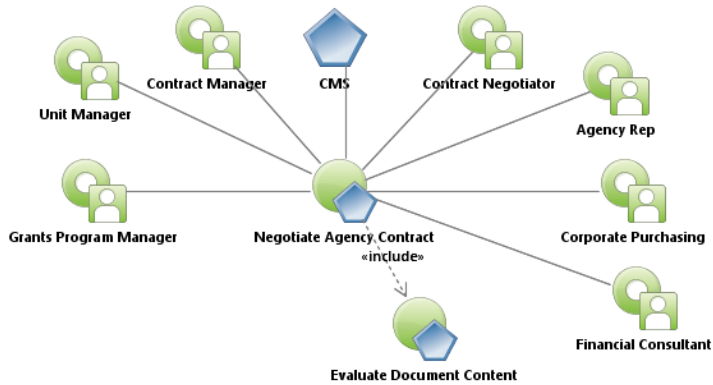 Contract Manager
CMS
Contract Negotiator
Unit Manager
Agency Rep
Grants Program Manager
Negotiate Agency Contract
Corporate Purchasing
«include»
Financial Consultant
Evaluate Document Content